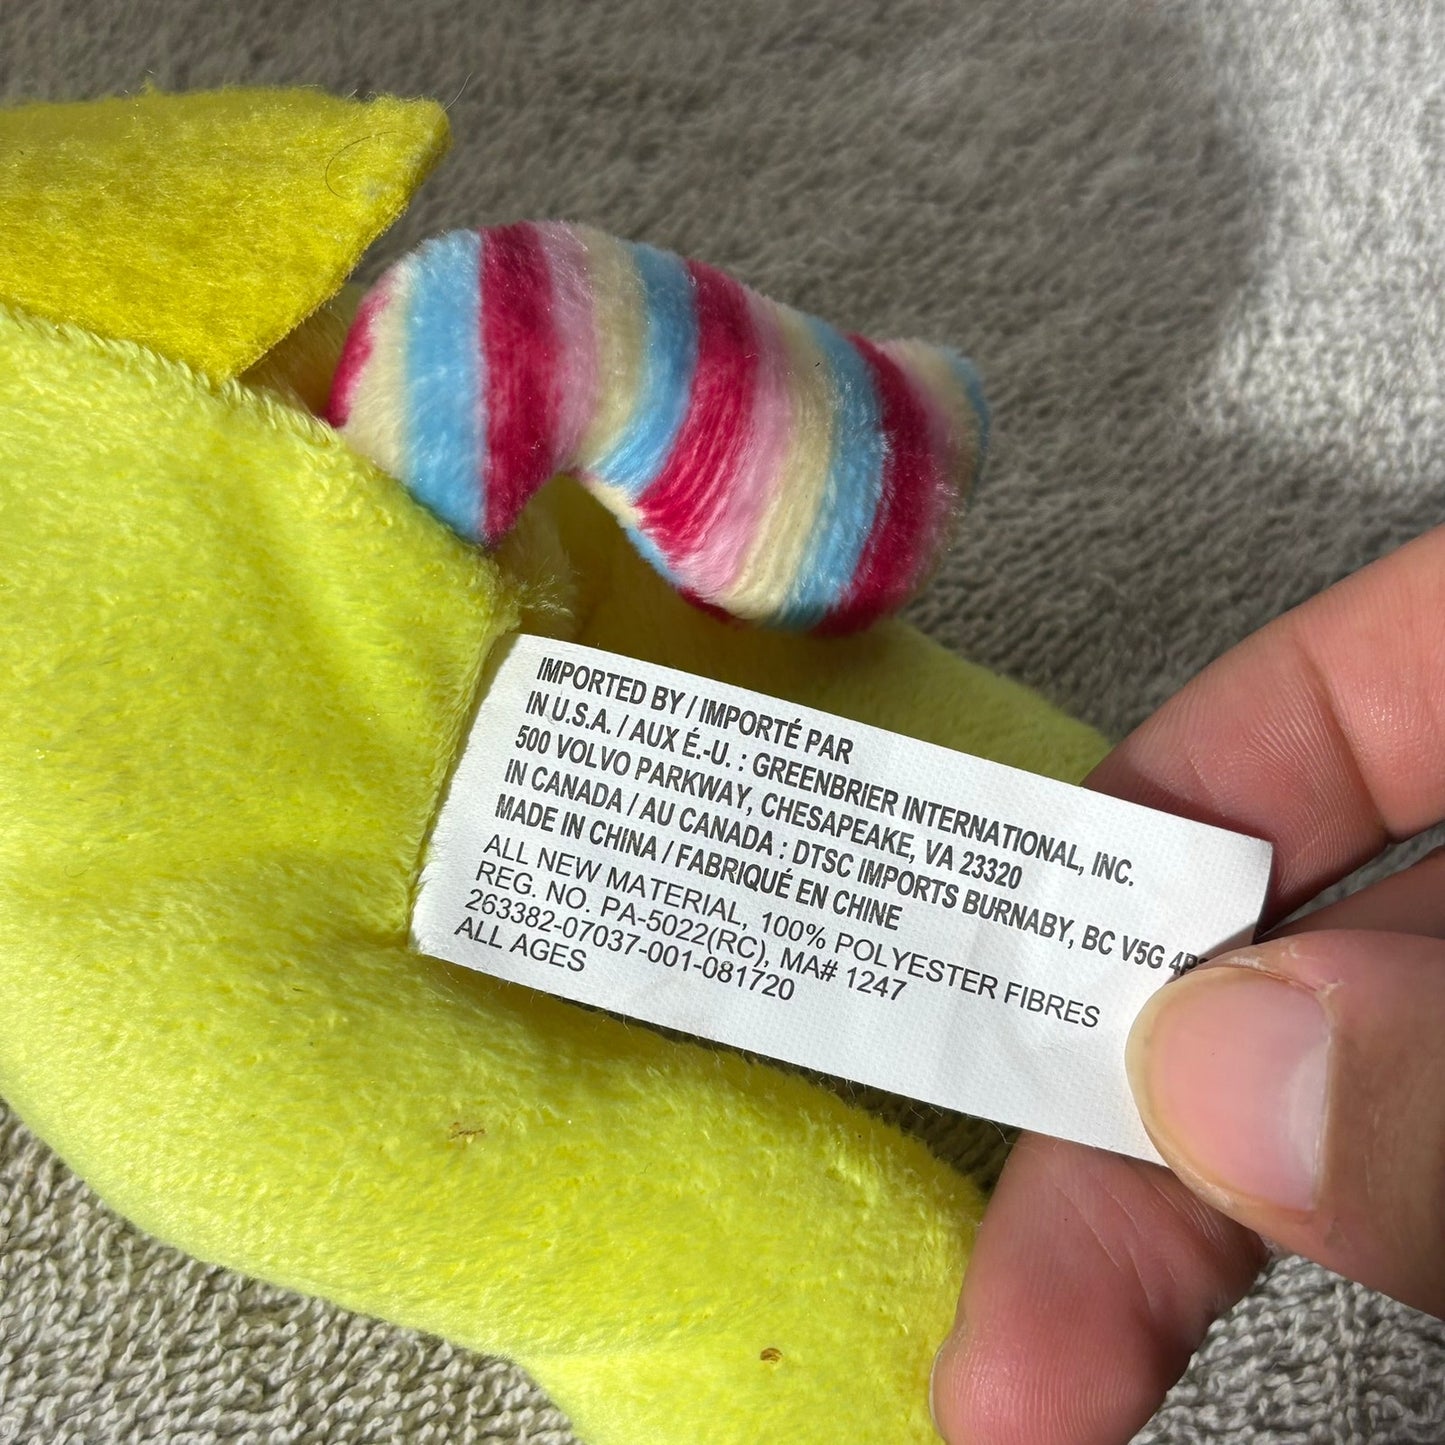 IMPORTED BY / IMPORTÉ PAR
IN U.S.A. / AUX É.-U. : GREENBRIER INTERNATIONAL, INC.
500 VOLVO PARKWAY, CHESAPEAKE, VA 23320
IN CANADA / AU CANADA : DTSC IMPORTS BURNABY, BC V5G
MADE IN CHINA / FABRIQUÉ EN CHINE
ALL NEW MATERIAL, 100% POLYESTER FIBRES
REG. NO. PA-5022(RC), MA# 1247
263382-07037-001-081720
ALL AGES